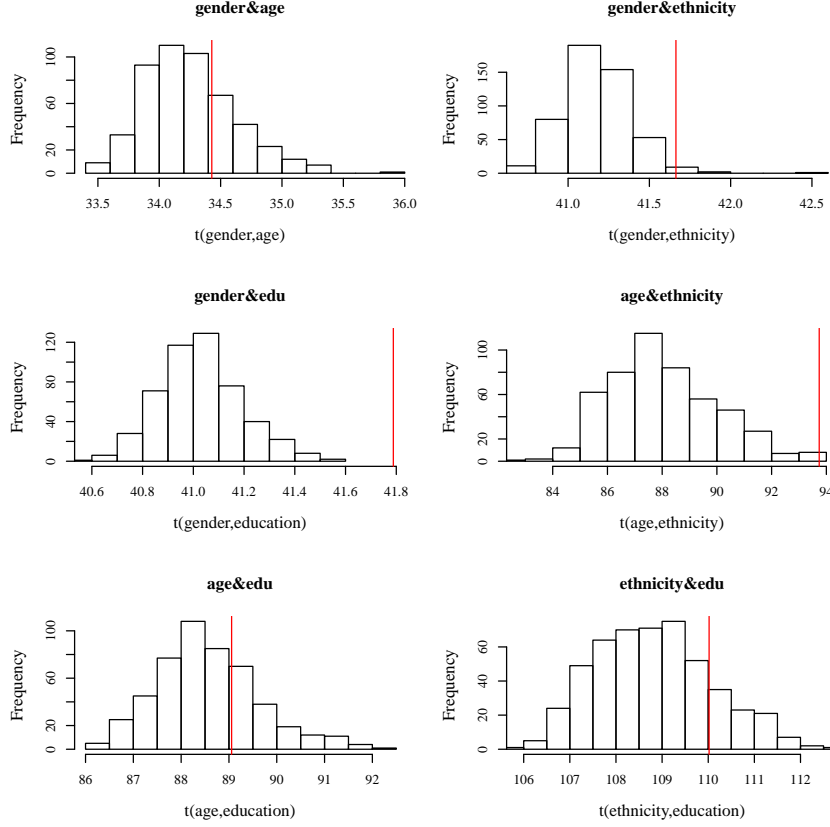 gender&age
Frequency
0
20
60
100
33.5 34.0 34.5 35.0 35.5 36.0
t(gender,age)
gender&ethnicity
Frequency
0
50
100
150
41.0 41.5 42.0 42.5
t(gender,ethnicity)
gender&edu
Frequency
0
40
80
120
40.6 40.8 41.0 41.2 41.4 41.6 41.8
t(gender,education)
age&ethnicity
Frequency
0
20
60
100
84 86 88 90 92 94
t(age,ethnicity)
age&edu
Frequency
0
20
60
100
86 87 88 89 90 91 92
t(age,education)
ethnicity&edu
Frequency
0
20
40
60
106 107 108 109 110 111 112
t(ethnicity,education)